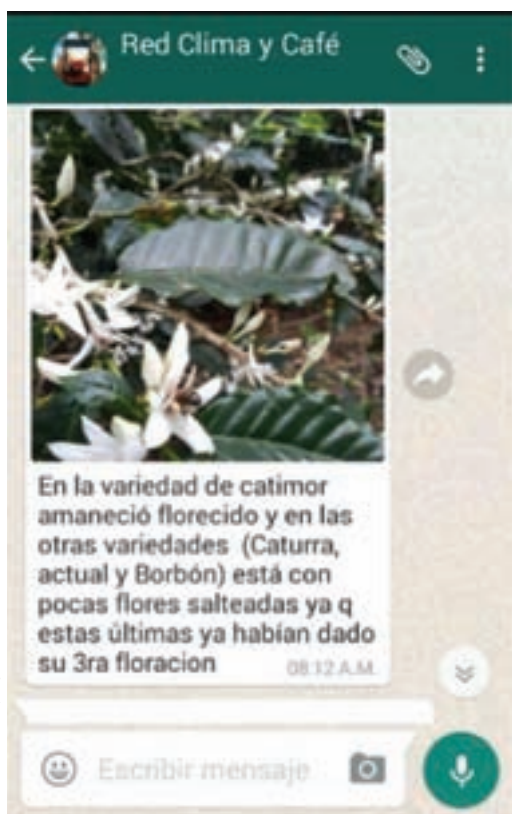 Red Clima y Café
En la variedad de catimor
amaneció florecido y en las
otras variedades (Caturra,
actual y Borbón) está con
pocas flores salteadas ya q
estas últimas ya habían dado
su 3ra floracion
08:12 A.M.
Escribir mensaje